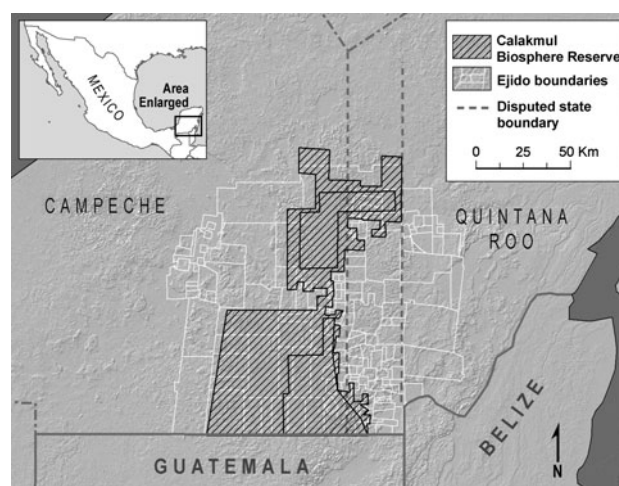 MEXICO
Area
Enlarged
Calakmul
Biosphere Reserve
Ejido boundaries
Disputed state
boundary
0 25 50 Km
CAMPECHE
QUINTANA
ROO
BELIZE
GUATEMALA
N